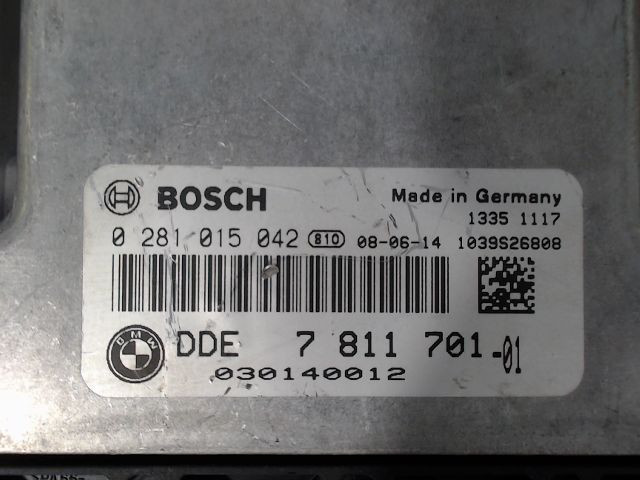 BOSCH
Made in Germany
1335 1117
0 281 015 042 810 08-06-14 1039S26808
BMW
DDE 7 811 701-01
030140012